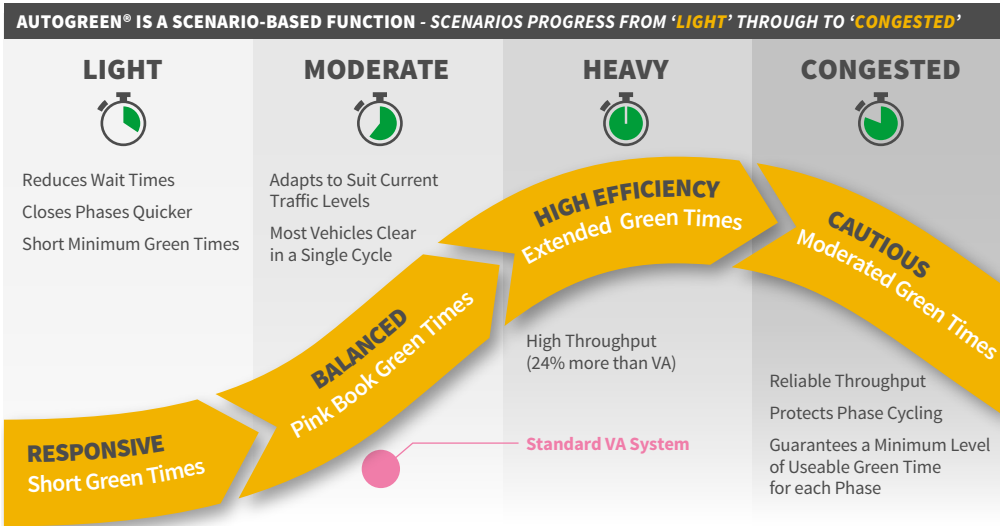 AUTOGREEN® IS A SCENARIO-BASED FUNCTION - SCENARIOS PROGRESS FROM ‘LIGHT’ THROUGH TO ‘CONGESTED’
LIGHT
Reduces Wait Times
Closes Phases Quicker
Short Minimum Green Times
RESPONSIVE
Short Green Times
MODERATE
Adapts to Suit Current
Traffic Levels
Most Vehicles Clear
in a Single Cycle
BALANCED
Pink Book Green Times
Standard VA System
HEAVY
HIGH EFFICIENCY
Extended Green Times
High Throughput
(24% more than VA)
CONGESTED
CAUTIOUS
Moderated Green Times
Reliable Throughput
Protects Phase Cycling
Guarantees a Minimum Level
of Useable Green Time
for each Phase